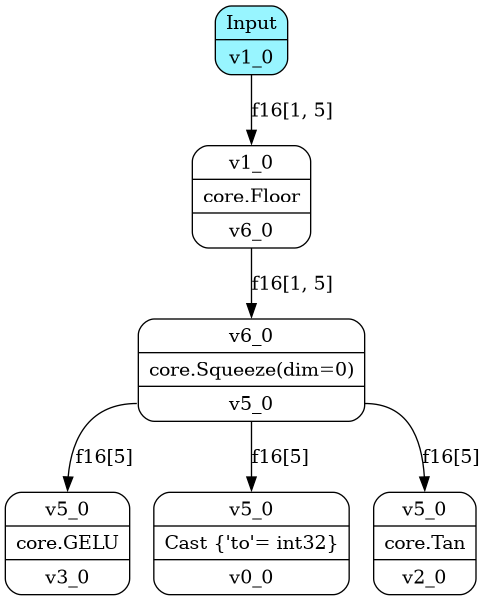 Input
v1_0
f16[1, 5]
v1_0
core.Floor
v6_0
f16[1, 5]
v6_0
core.Squeeze(dim=0)
v5_0
f16[5]
f16[5]
f16[5]
v5_0
core.GELU
v3_0
v5_0
Cast {'to'= int32}
v0_0
v5_0
core.Tan
v2_0